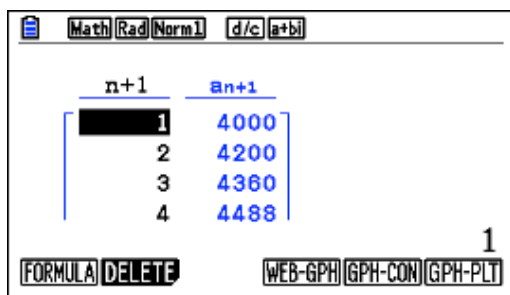 Math Rad Norm1 d/c a+bi
n+1 an+1
1 4000
2 4200
3 4360
4 4488
1
FORMULA DELETE WEB-GPH GPH-CON GPH-PLT